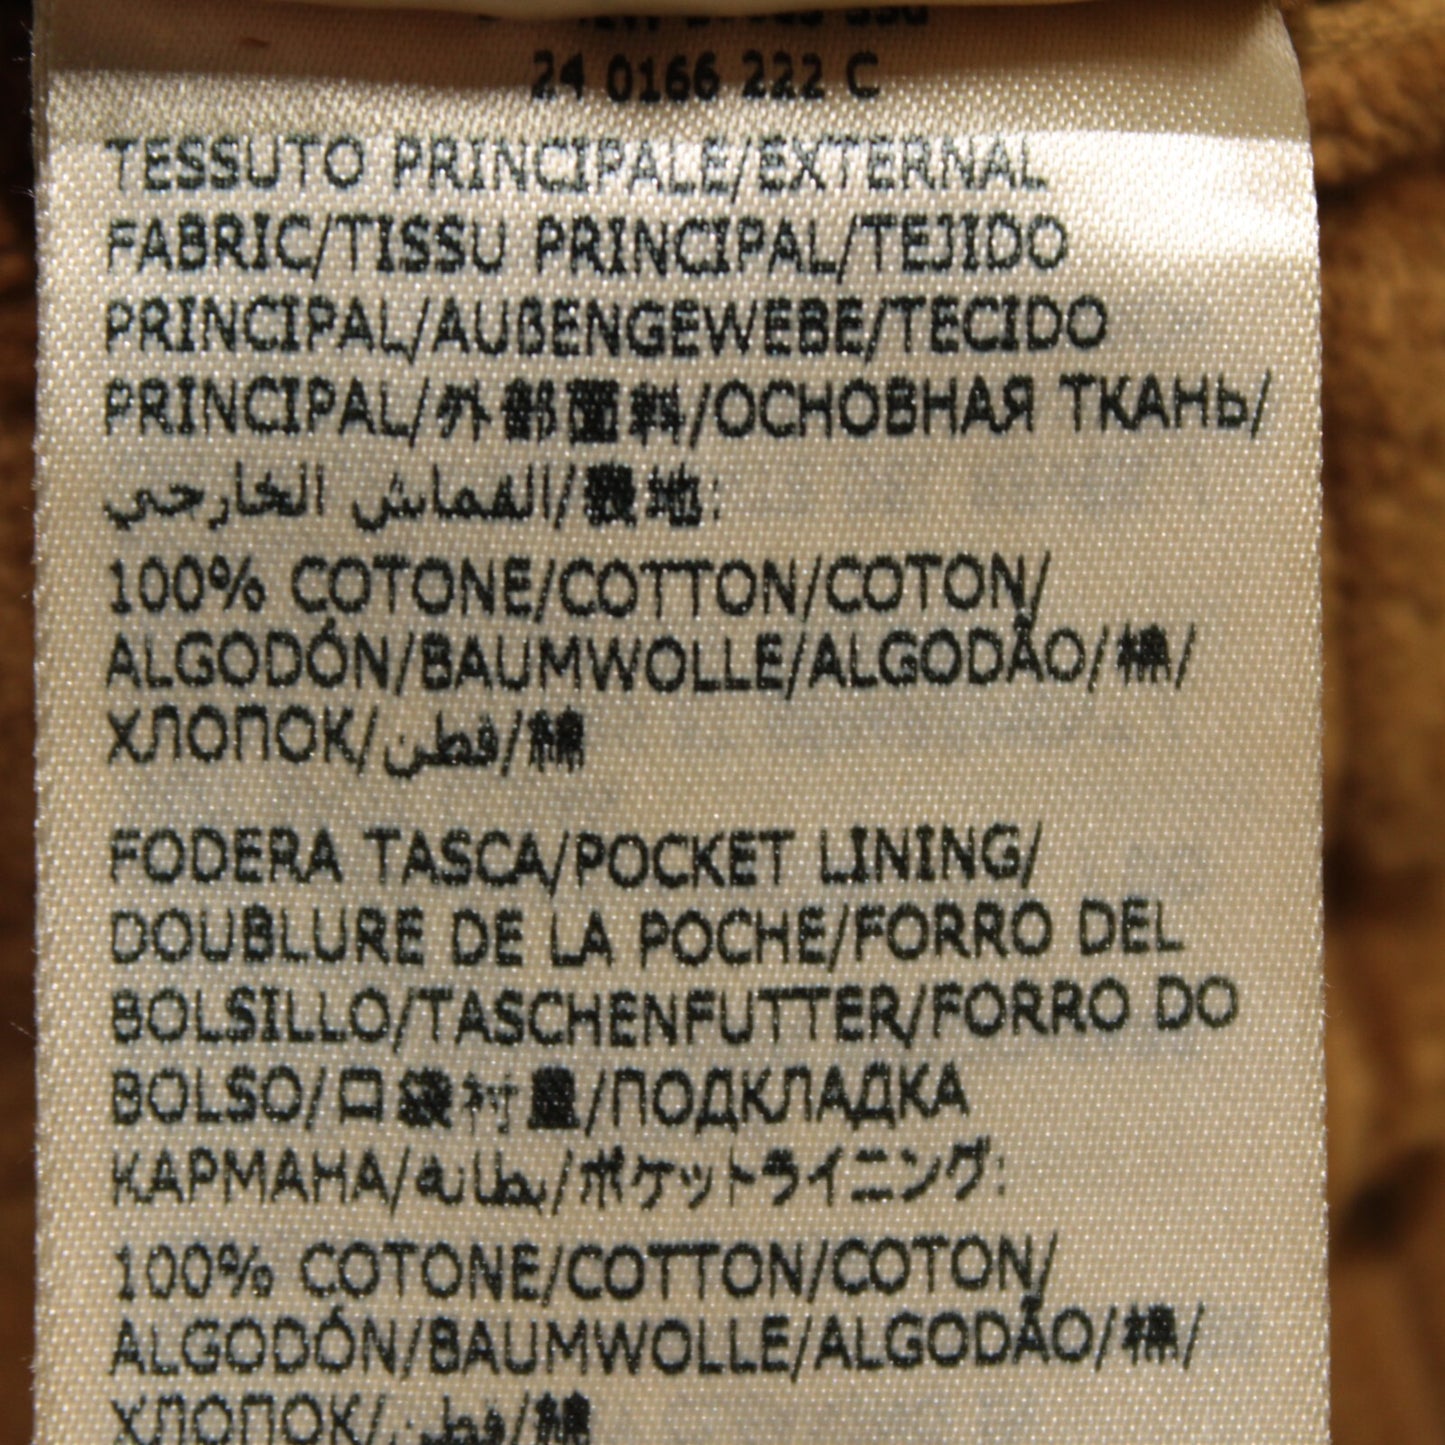 24 0166 222 C
TESSUTO PRINCIPALE/EXTERNAL
FABRIC/TISSU PRINCIPAL/TEJIDO
PRINCIPAL/AUßENGEWEBE/TECIDO
PRINCIPAL/外部面料/ОСНОВНАЯ ТКАНЬ/
القماش الخارجي/表地:
100% COTONE/COTTON/COTON/
ALGODÓN/BAUMWOLLE/ALGODÃO/棉/
ХЛОПОК/قطن/綿
FODERA TASCA/POCKET LINING/
DOUBLURE DE LA POCHE/FORRO DEL
BOLSILLO/TASCHENFUTTER/FORRO DO
BOLSO/口袋衬里/ПОДКЛАДКА
КАРМАНА/بطانة/ポケットライニング:
100% COTONE/COTTON/COTON/
ALGODÓN/BAUMWOLLE/ALGODÃO/棉/
ХЛОПОК/قطن/綿